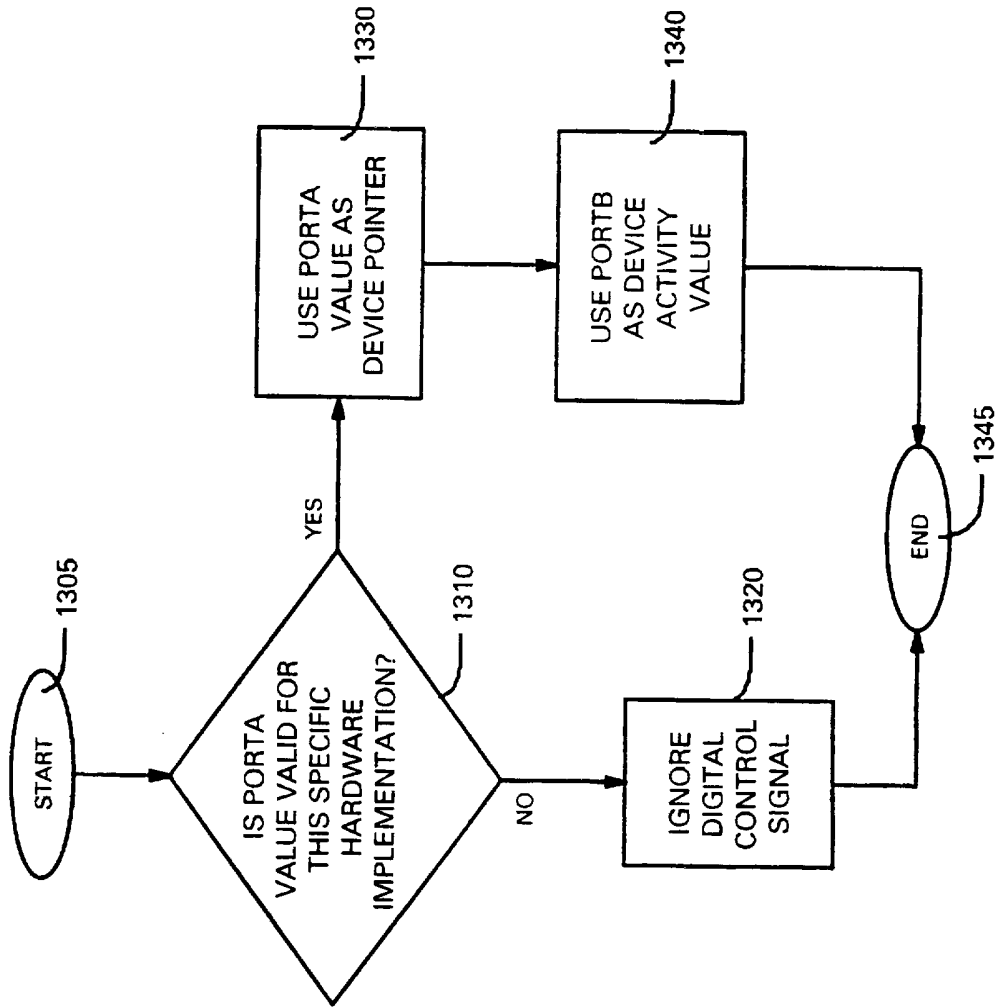 START
1305
IS PORTA
VALUE VALID FOR
THIS SPECIFIC
HARDWARE
IMPLEMENTATION?
1310
YES
USE PORTA
VALUE AS
DEVICE POINTER
1330
NO
IGNORE
DIGITAL
CONTROL
SIGNAL
1320
USE PORTB
AS DEVICE
ACTIVITY
VALUE
1340
END
1345